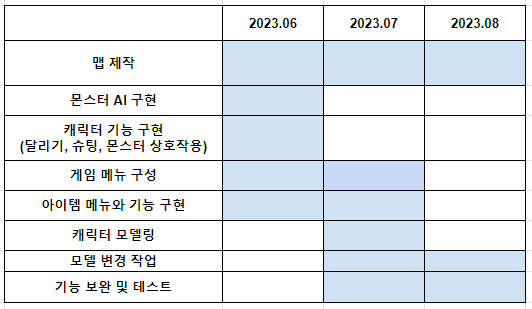 2023.06 2023.07 2023.08
맵 제작
몬스터 AI 구현
캐릭터 기능 구현
(달리기, 슈팅, 몬스터 상호작용)
게임 메뉴 구성
아이템 메뉴와 기능 구현
캐릭터 모델링
모델 변경 작업
기능 보완 및 테스트